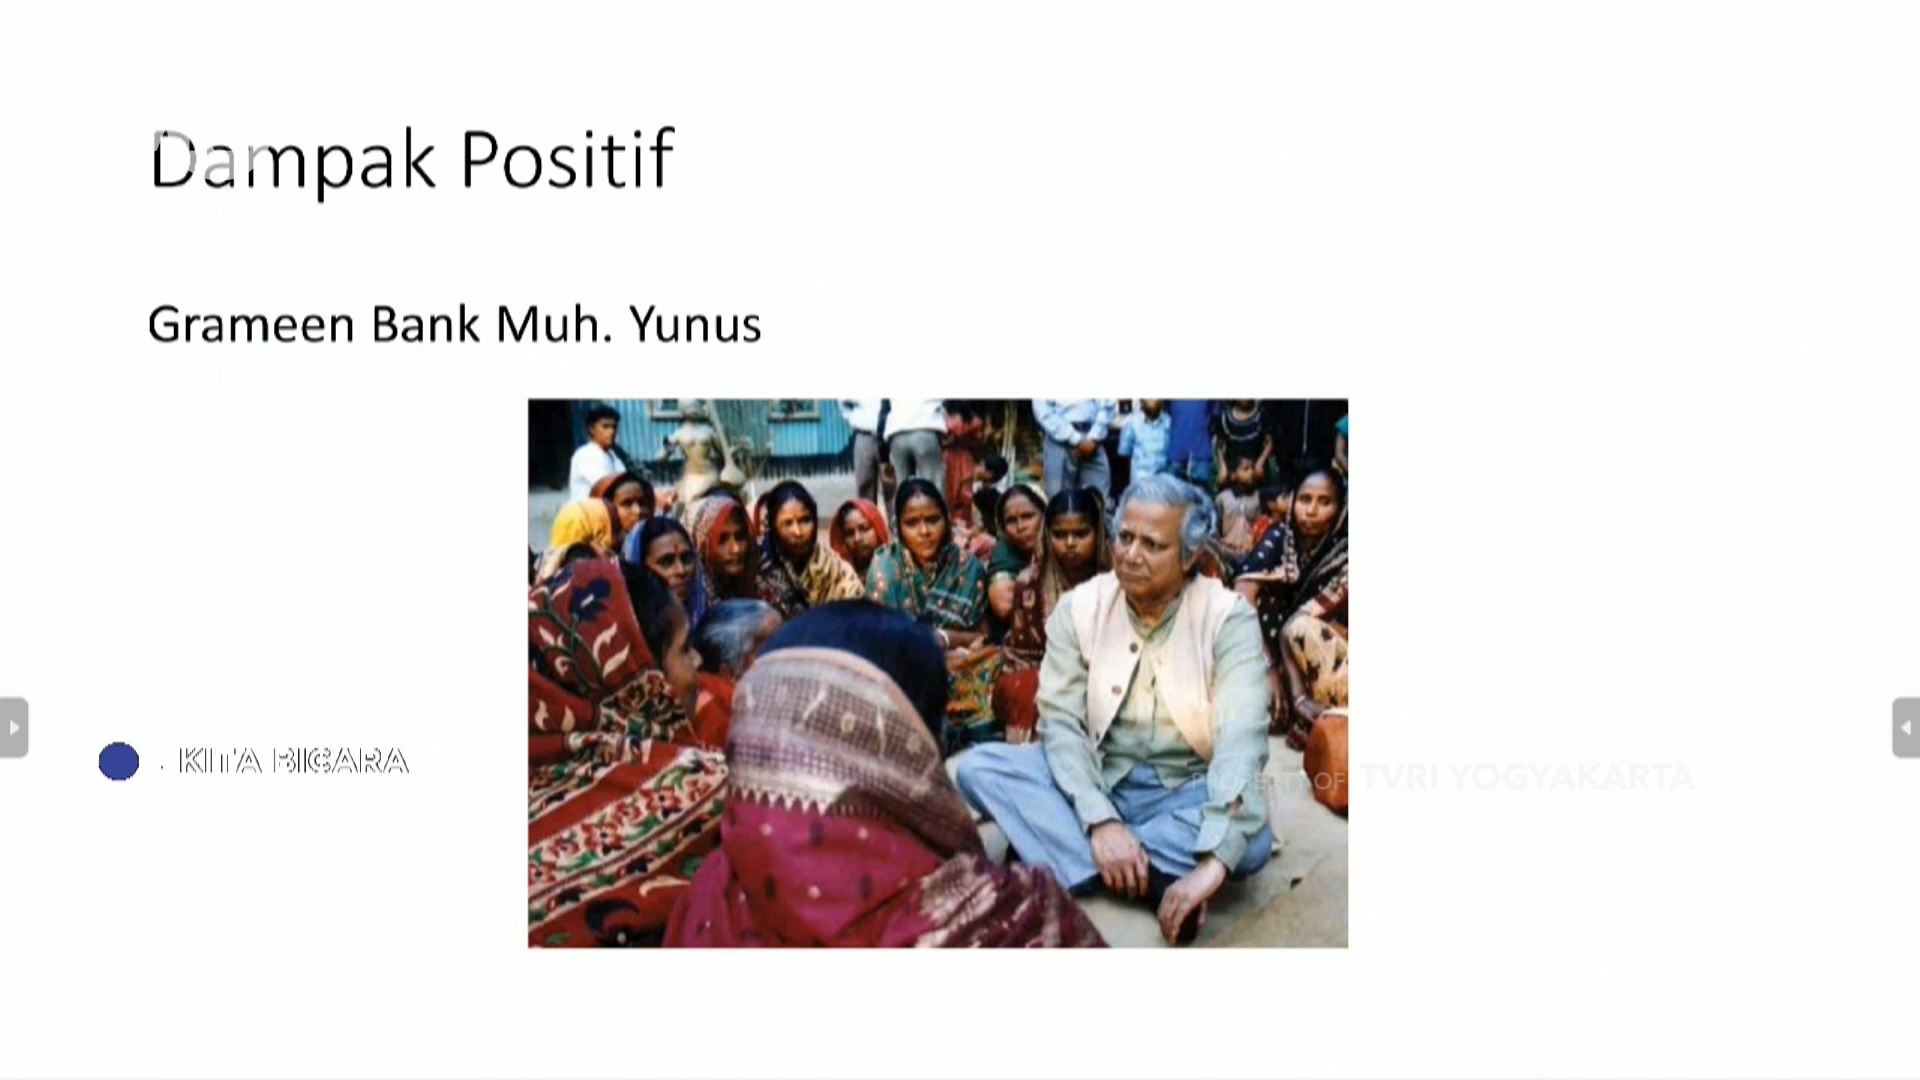 Dampak Positif
Grameen Bank Muh. Yunus
KITA BICARA
PROPERTY OF TVRI YOGYAKARTA